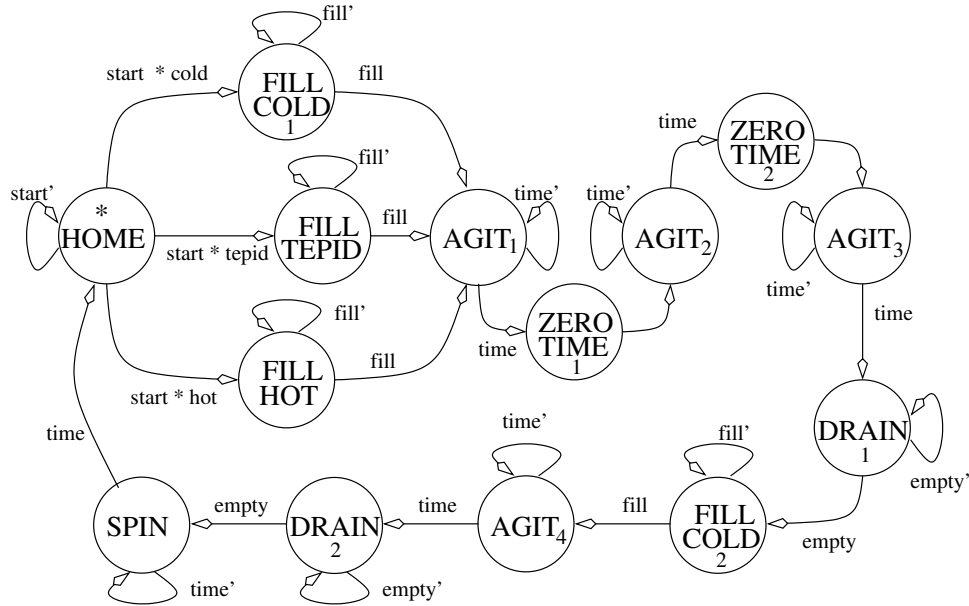 fill'
start * cold
FILL
COLD
1
fill
time
ZERO
TIME
2
start'
*
HOME
start * tepid
fill'
FILL
TEPID
fill
AGIT1
time'
time'
AGIT2
AGIT3
time'
time
fill'
start * hot
FILL
HOT
fill
time
ZERO
TIME
1
time
DRAIN
1
empty'
time'
fill'
SPIN
empty
DRAIN
2
time
AGIT4
fill
FILL
COLD
2
empty
time'
empty'